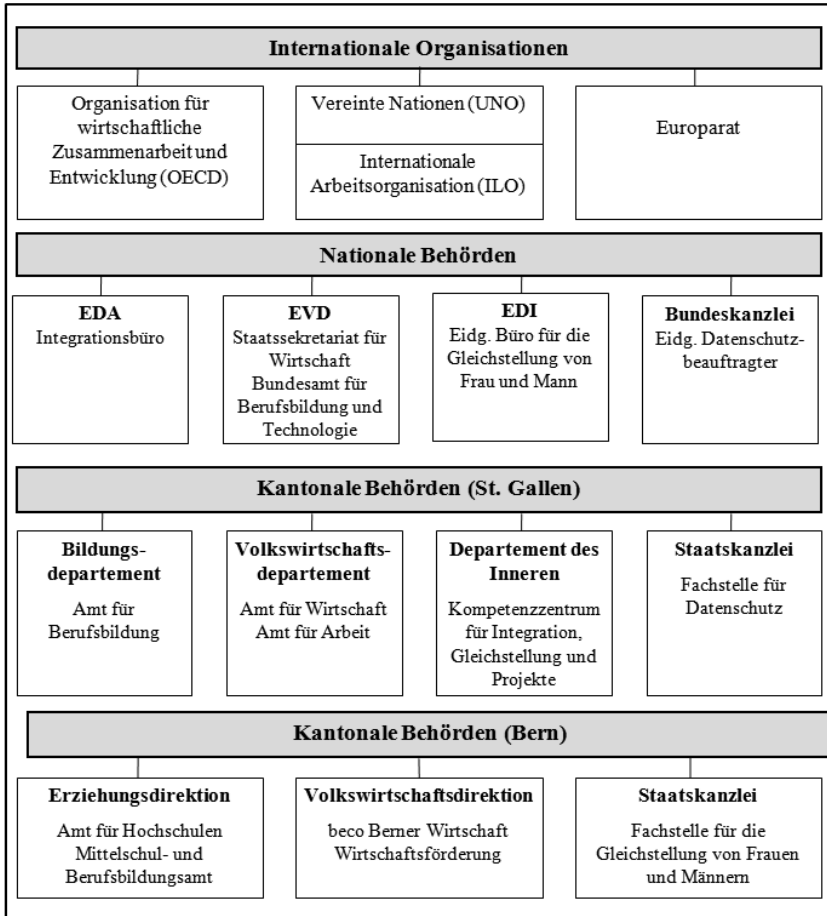 Internationale Organisationen
Organisation für
wirtschaftliche
Zusammenarbeit und
Entwicklung (OECD)
Vereinte Nationen (UNO)
Internationale
Arbeitsorganisation (ILO)
Europarat
Nationale Behörden
EDA
Integrationsbüro
EVD
Staatssekretariat für
Wirtschaft
Bundesamt für
Berufsbildung und
Technologie
EDI
Eidg. Büro für die
Gleichstellung von
Frau und Mann
Bundeskanzlei
Eidg. Datenschutz-
beauftragter
Kantonale Behörden (St. Gallen)
Bildungs-
departement
Amt für
Berufsbildung
Volkswirtschafts-
departement
Amt für Wirtschaft
Amt für Arbeit
Departement des
Inneren
Kompetenzzentrum
für Integration,
Gleichstellung und
Projekte
Staatskanzlei
Fachstelle für
Datenschutz
Kantonale Behörden (Bern)
Erziehungsdirektion
Amt für Hochschulen
Mittelschul- und
Berufsbildungsamt
Volkswirtschaftsdirektion
beco Berner Wirtschaft
Wirtschaftsförderung
Staatskanzlei
Fachstelle für die
Gleichstellung von Frauen
und Männern